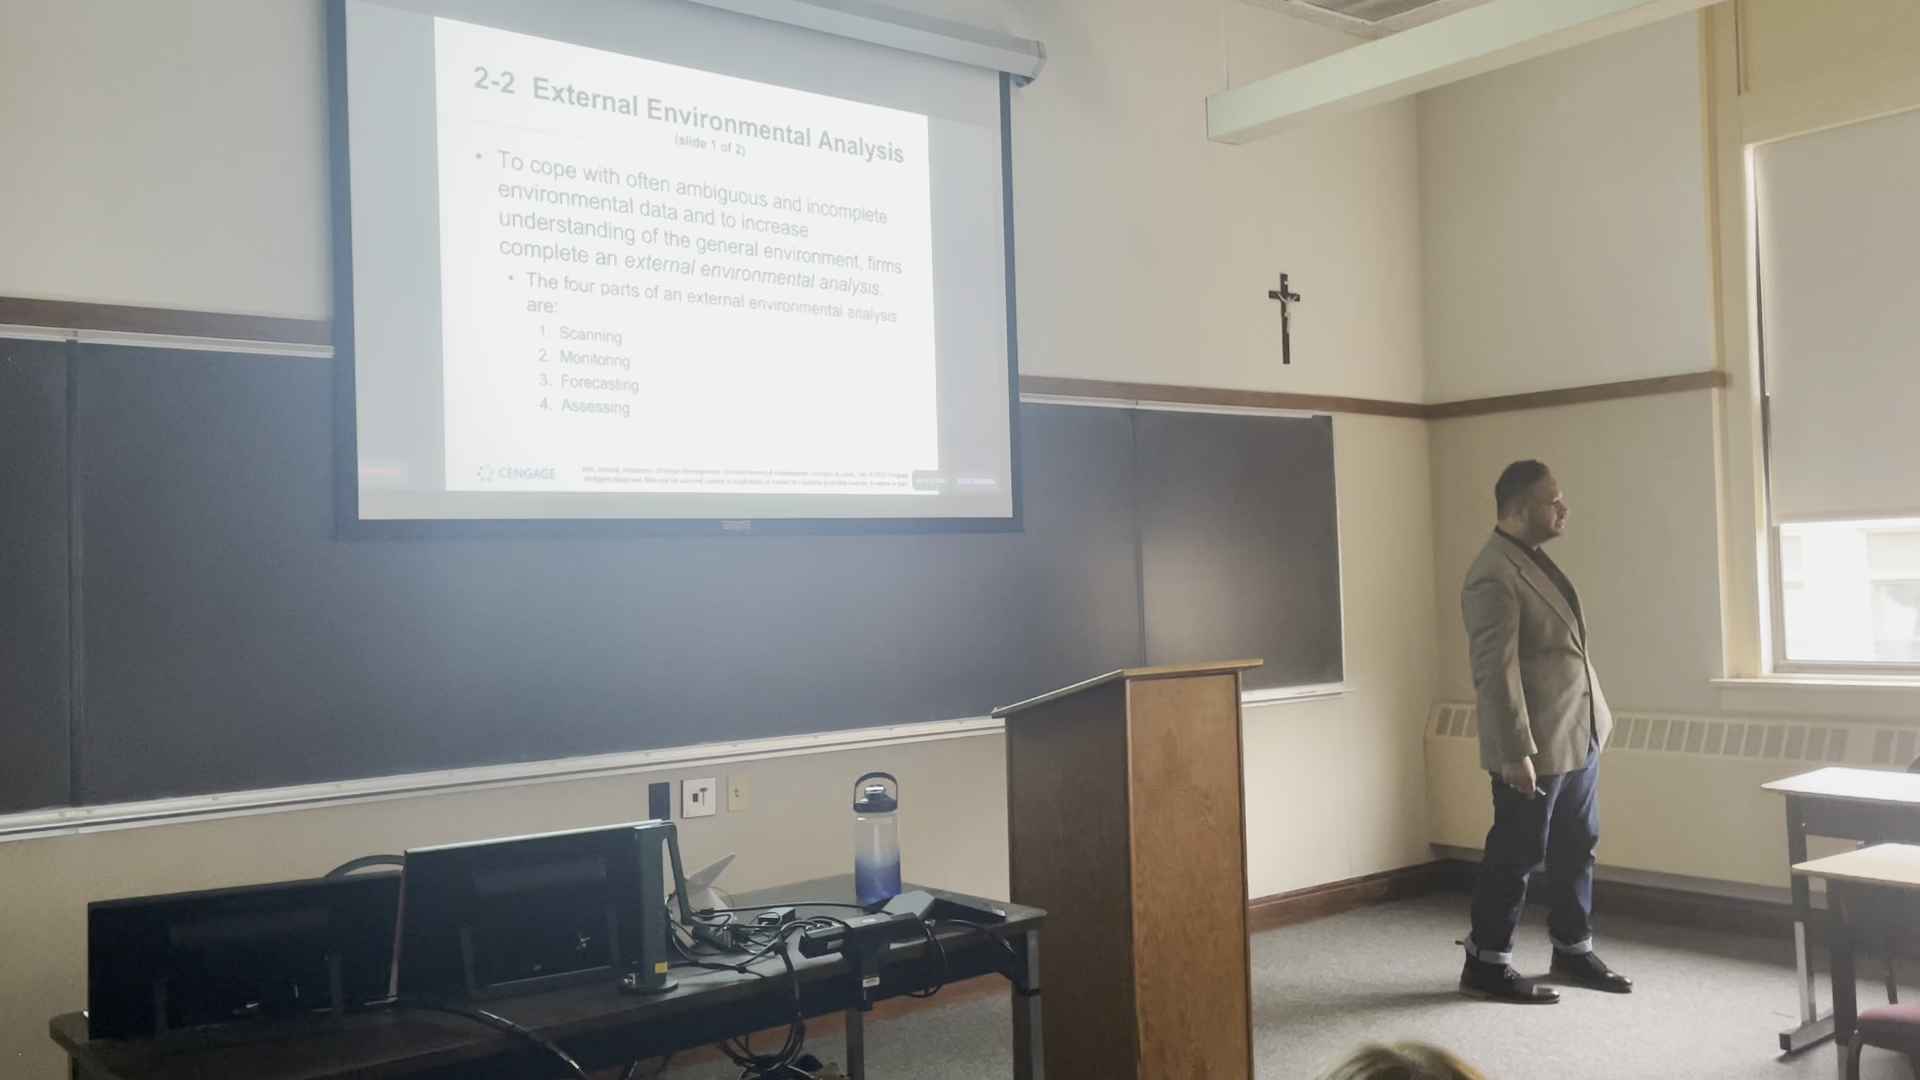 2-2 External Environmental Analysis
(slide 1 of 2)
• To cope with often ambiguous and incomplete
environmental data and to increase
understanding of the general environment, firms
complete an external environmental analysis.
• The four parts of an external environmental analysis
are:
1. Scanning
2. Monitoring
3. Forecasting
4. Assessing
CENGAGE